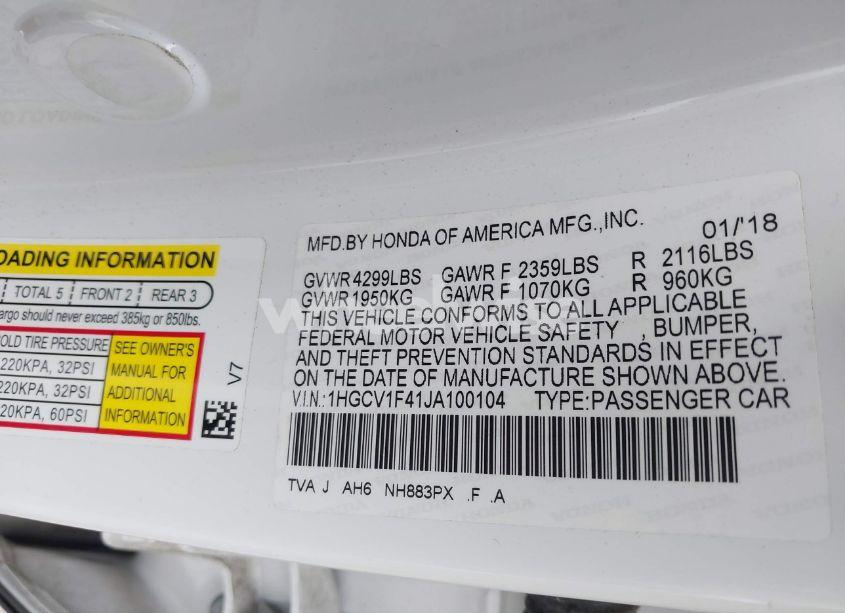 OADING INFORMATION
TOTAL 5 FRONT 2 REAR 3
argo should never exceed 385kg or 850lbs.
OLD TIRE PRESSURE
220KPA, 32PSI
220KPA, 32PSI
20KPA, 60PSI
SEE OWNER'S
MANUAL FOR
ADDITIONAL
INFORMATION
V7
MFD.BY HONDA OF AMERICA MFG.,INC. 01/'18
GVWR 4299LBS GAWR F 2359LBS R 2116LBS
GVWR 1950KG GAWR F 1070KG R 960KG
THIS VEHICLE CONFORMS TO ALL APPLICABLE
FEDERAL MOTOR VEHICLE SAFETY , BUMPER,
AND THEFT PREVENTION STANDARDS IN EFFECT
ON THE DATE OF MANUFACTURE SHOWN ABOVE.
V.I.N.:1HGCV1F41JA100104 TYPE:PASSENGER CAR
TVA J AH6 NH883PX .F .A